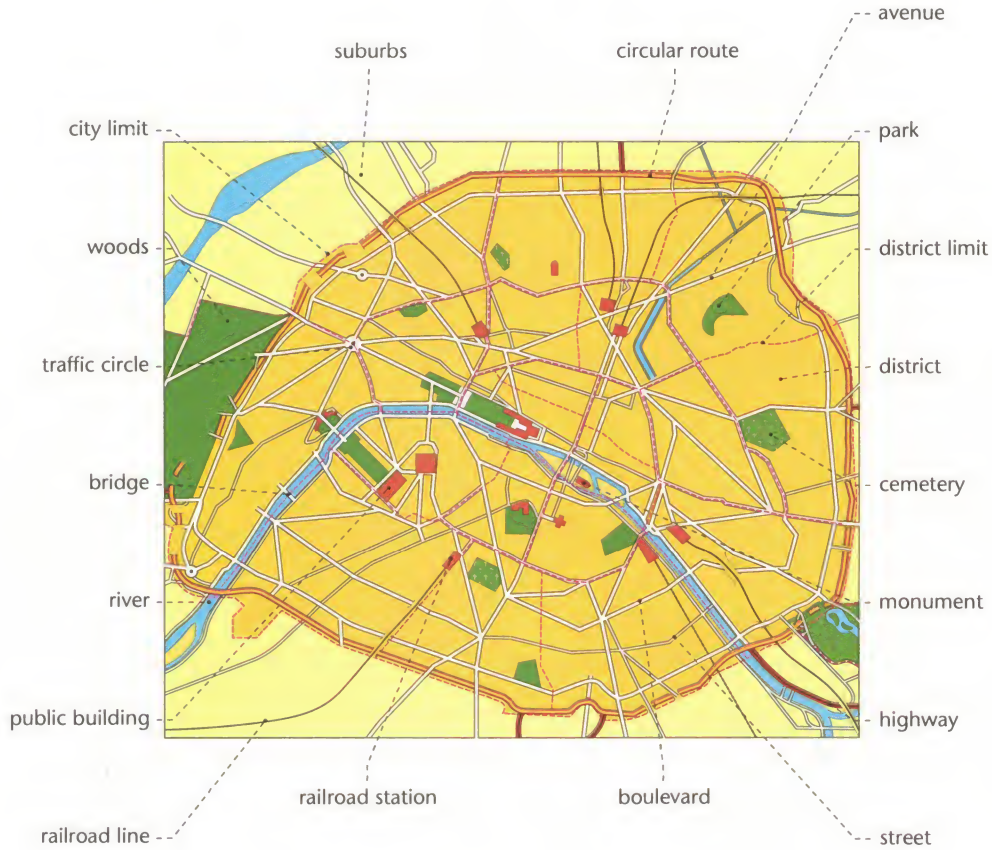 avenue
suburbs
circular route
city limit
park
woods
district limit
traffic circle
district
bridge
cemetery
river
monument
public building
highway
railroad station
boulevard
railroad line
street